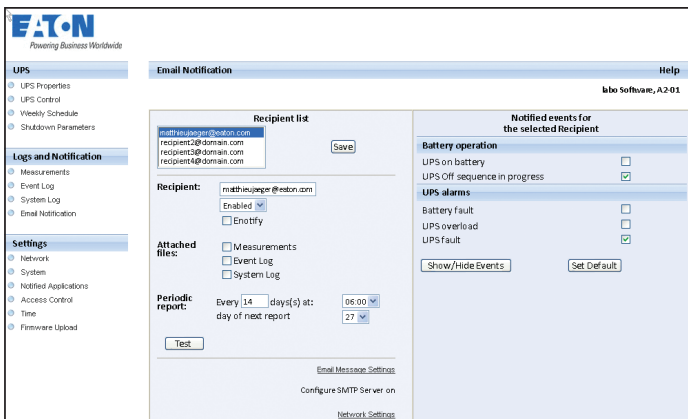 EATON
Powering Business Worldwide
UPS
UPS Properties
UPS Control
Weekly Schedule
Shutdown Parameters
Logs and Notification
Measurements
Event Log
System Log
Email Notification
Settings
Network
System
Notified Applications
Access Control
Time
Firmware Upload
Email Notification
Help
labo Software, A2-01
Recipient list
matthieujaeger@eaton.com
recipient2@domain.com
recipient3@domain.com
recipient4@domain.com
Save
Recipient:
matthieujaeger@eaton.com
Enabled
Enotify
Attached
files:
Measurements
Event Log
System Log
Periodic
report:
Every 14 days(s) at: 06:00
day of next report 27
Test
Email Message Settings
Configure SMTP Server on
Network Settings
Notified events for
the selected Recipient
Battery operation
UPS on battery
UPS Off sequence in progress
UPS alarms
Battery fault
UPS overload
UPS fault
Show/Hide Events
Set Default